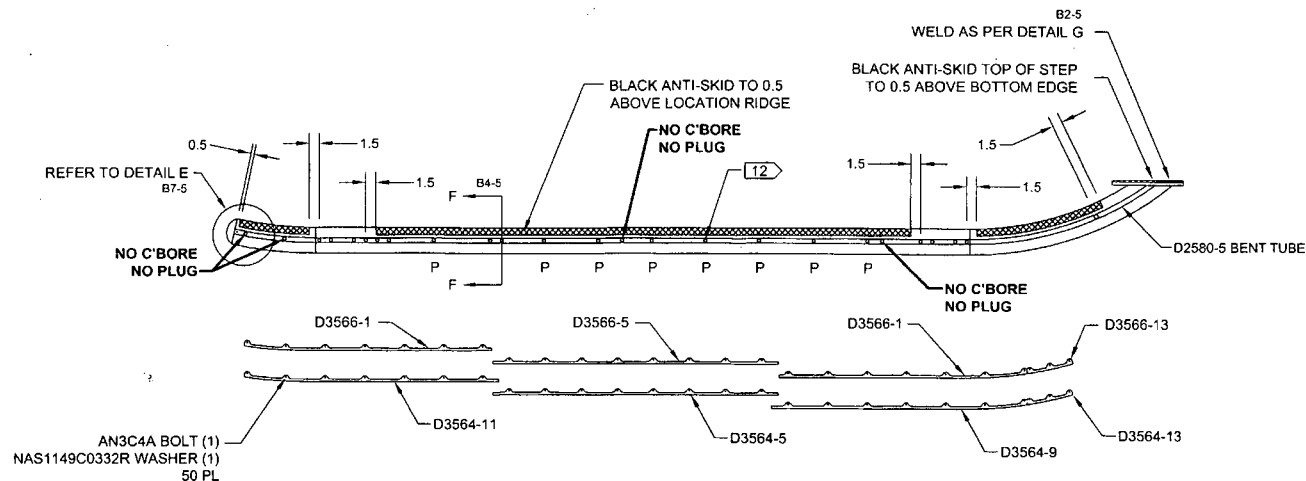 B2-5
WELD AS PER DETAIL G
BLACK ANTI-SKID TOP OF STEP
TO 0.5 ABOVE BOTTOM EDGE
BLACK ANTI-SKID TO 0.5
ABOVE LOCATION RIDGE
NO C'BORE
NO PLUG
0.5
1.5
REFER TO DETAIL E
B7-5
1.5
F
B4-5
12
1.5
1.5
1.5
D2580-5 BENT TUBE
NO C'BORE
NO PLUG
P P P P P P P P P
F
NO C'BORE
NO PLUG
D3566-1
D3566-5
D3566-1
D3566-13
D3564-11
D3564-5
D3564-9
D3564-13
AN3C4A BOLT (1)
NAS1149C0332R WASHER (1)
50 PL